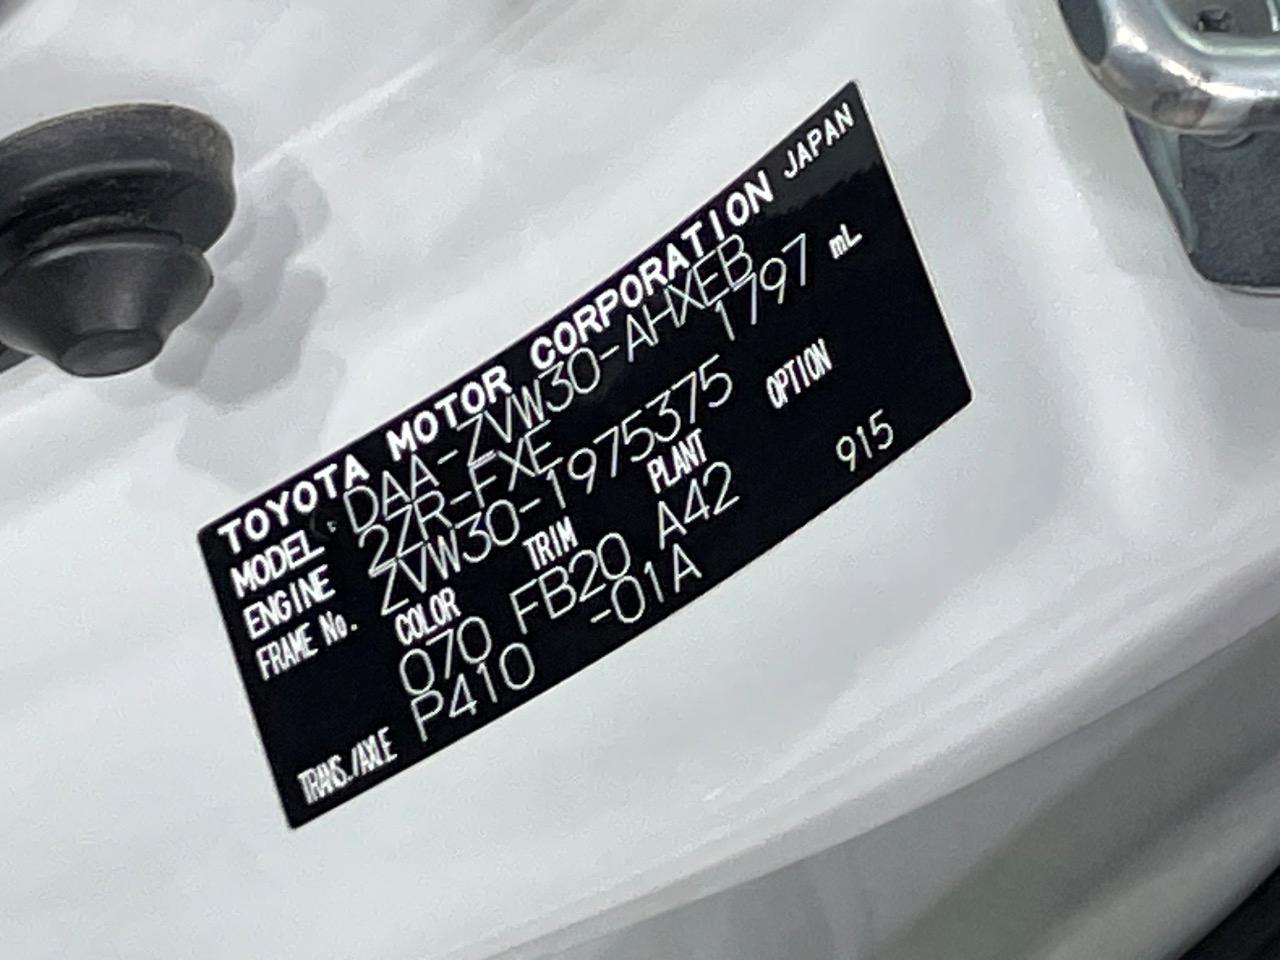 TOYOTA MOTOR CORPORATION JAPAN
MODEL DAA-ZVW30-AHXEB
ENGINE 2ZR-FXE 1797 mL
FRAME No. ZVW30-1975375
COLOR TRIM PLANT OPTION
070 FB20 A42 915
TRANS./AXLE P410 -01A